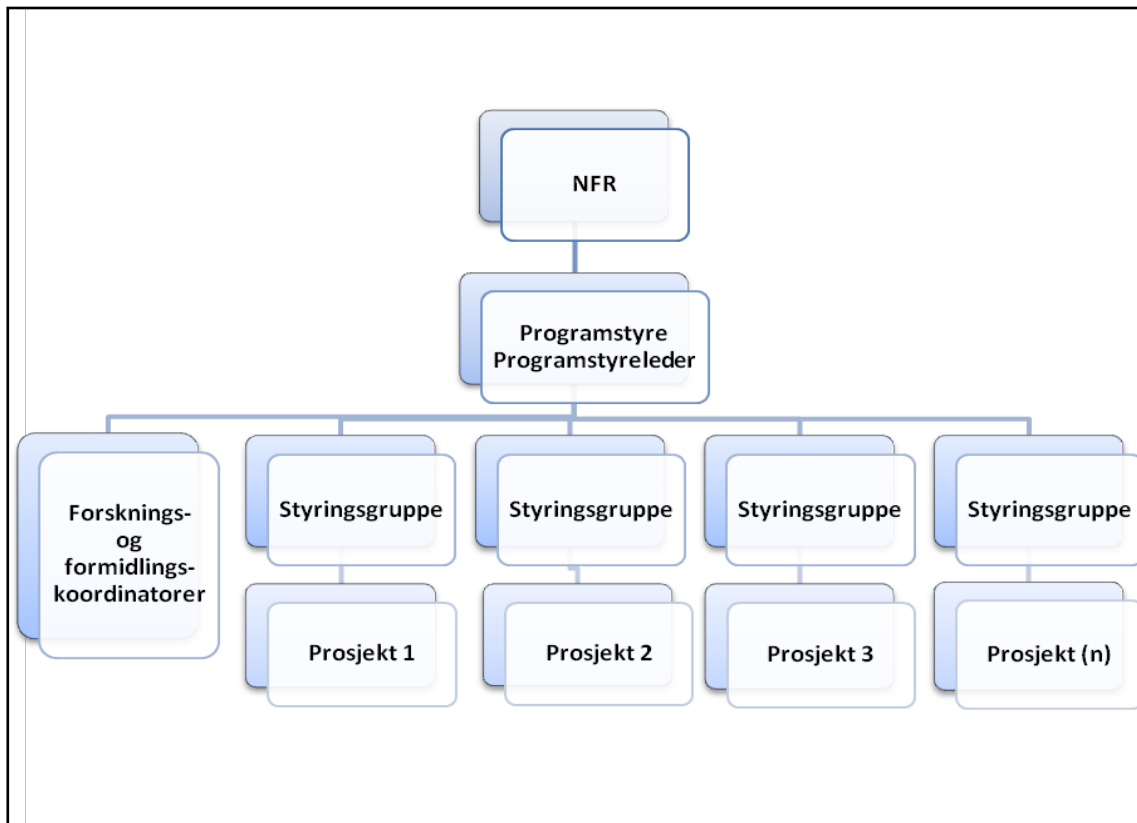 NFR
Programstyre
Programstyreleder
Forsknings-
og
formidlings-
koordinatorer
Styringsgruppe
Styringsgruppe
Styringsgruppe
Styringsgruppe
Prosjekt 1
Prosjekt 2
Prosjekt 3
Prosjekt (n)